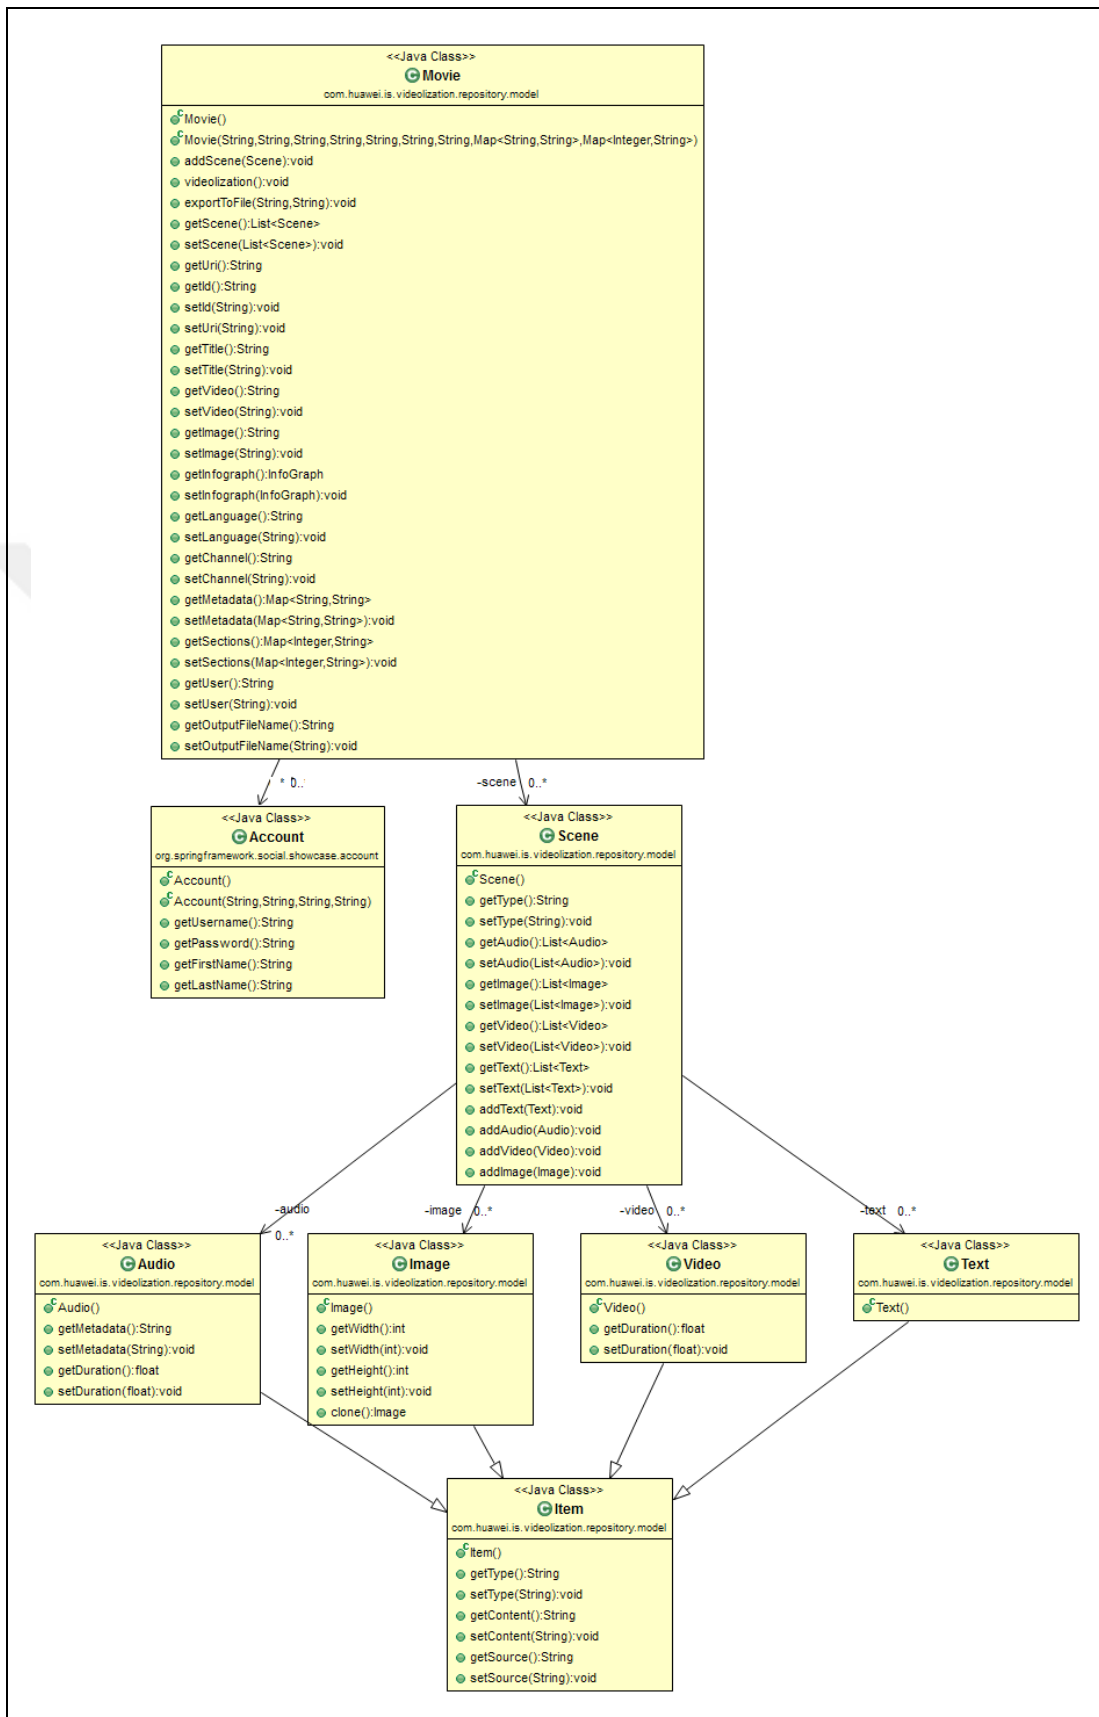 <<Java Class>>
Movie
com.huawei.is.videolization.repository.model
Movie()
Movie(String,String,String,String,String,String,String,Map<String,String>,Map<Integer,String>)
addScene(Scene):void
videolization():void
exportToFile(String,String):void
getScene():List<Scene>
setScene(List<Scene>):void
getUri():String
getId():String
setId(String):void
setUri(String):void
getTitle():String
setTitle(String):void
getVideo():String
setVideo(String):void
getImage():String
setImage(String):void
getInfograph():InfoGraph
setInfograph(InfoGraph):void
getLanguage():String
setLanguage(String):void
getChannel():String
setChannel(String):void
getMetadata():Map<String,String>
setMetadata(Map<String,String>):void
getSections():Map<Integer,String>
setSections(Map<Integer,String>):void
getUser():String
setUser(String):void
getOutputFileName():String
setOutputFileName(String):void
* 0..*
-scene 0..*
<<Java Class>>
Account
org.springframework.social.showcase.account
Account()
Account(String,String,String,String)
getUsername():String
getPassword():String
getFirstName():String
getLastName():String
<<Java Class>>
Scene
com.huawei.is.videolization.repository.model
Scene()
getType():String
setType(String):void
getAudio():List<Audio>
setAudio(List<Audio>):void
getImage():List<Image>
setImage(List<Image>):void
getVideo():List<Video>
setVideo(List<Video>):void
getText():List<Text>
setText(List<Text>):void
addText(Text):void
addAudio(Audio):void
addVideo(Video):void
addImage(Image):void
-audio
0..*
-image 0..*
-video 0..*
-text 0..*
<<Java Class>>
Audio
com.huawei.is.videolization.repository.model
Audio()
getMetadata():String
setMetadata(String):void
getDuration():float
setDuration(float):void
<<Java Class>>
Image
com.huawei.is.videolization.repository.model
Image()
getWidth():int
setWidth(int):void
getHeight():int
setHeight(int):void
clone():Image
<<Java Class>>
Video
com.huawei.is.videolization.repository.model
Video()
getDuration():float
setDuration(float):void
<<Java Class>>
Text
com.huawei.is.videolization.repository.model
Text()
<<Java Class>>
Item
com.huawei.is.videolization.repository.model
Item()
getType():String
setType(String):void
getContent():String
setContent(String):void
getSource():String
setSource(String):void